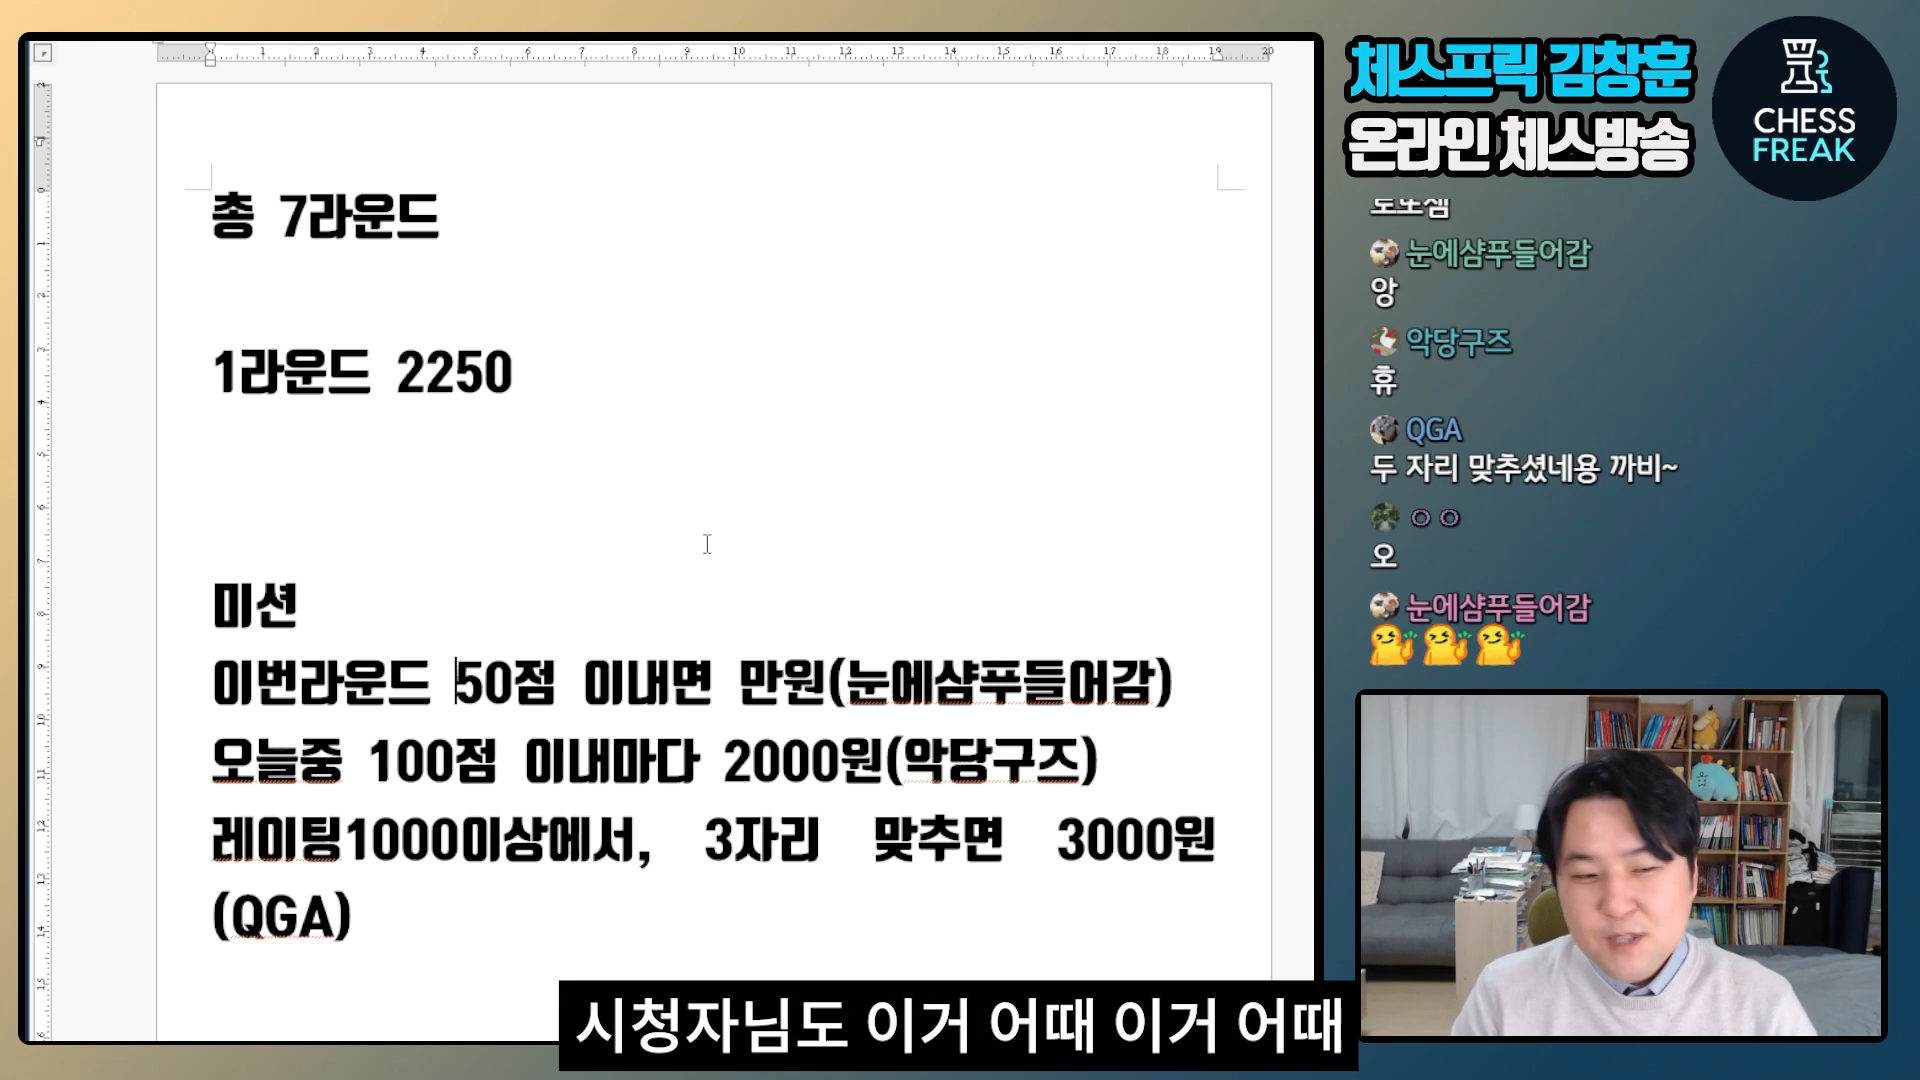 총 7라운드
1라운드 2250
미션
이번라운드 50점 이내면 만원(눈에샴푸들어감)
오늘중 100점 이내마다 2000원(악당구즈)
레이팅1000이상에서, 3자리 맞추면 3000원
(QGA)
체스프릭 김창훈
온라인 체스방송
CHESS
FREAK
눈에샴푸들어감
앙
악당구즈
휴
QGA
두 자리 맞추셨네용 까비~
ㅇㅇ
오
눈에샴푸들어감
시청자님도 이거 어때 이거 어때